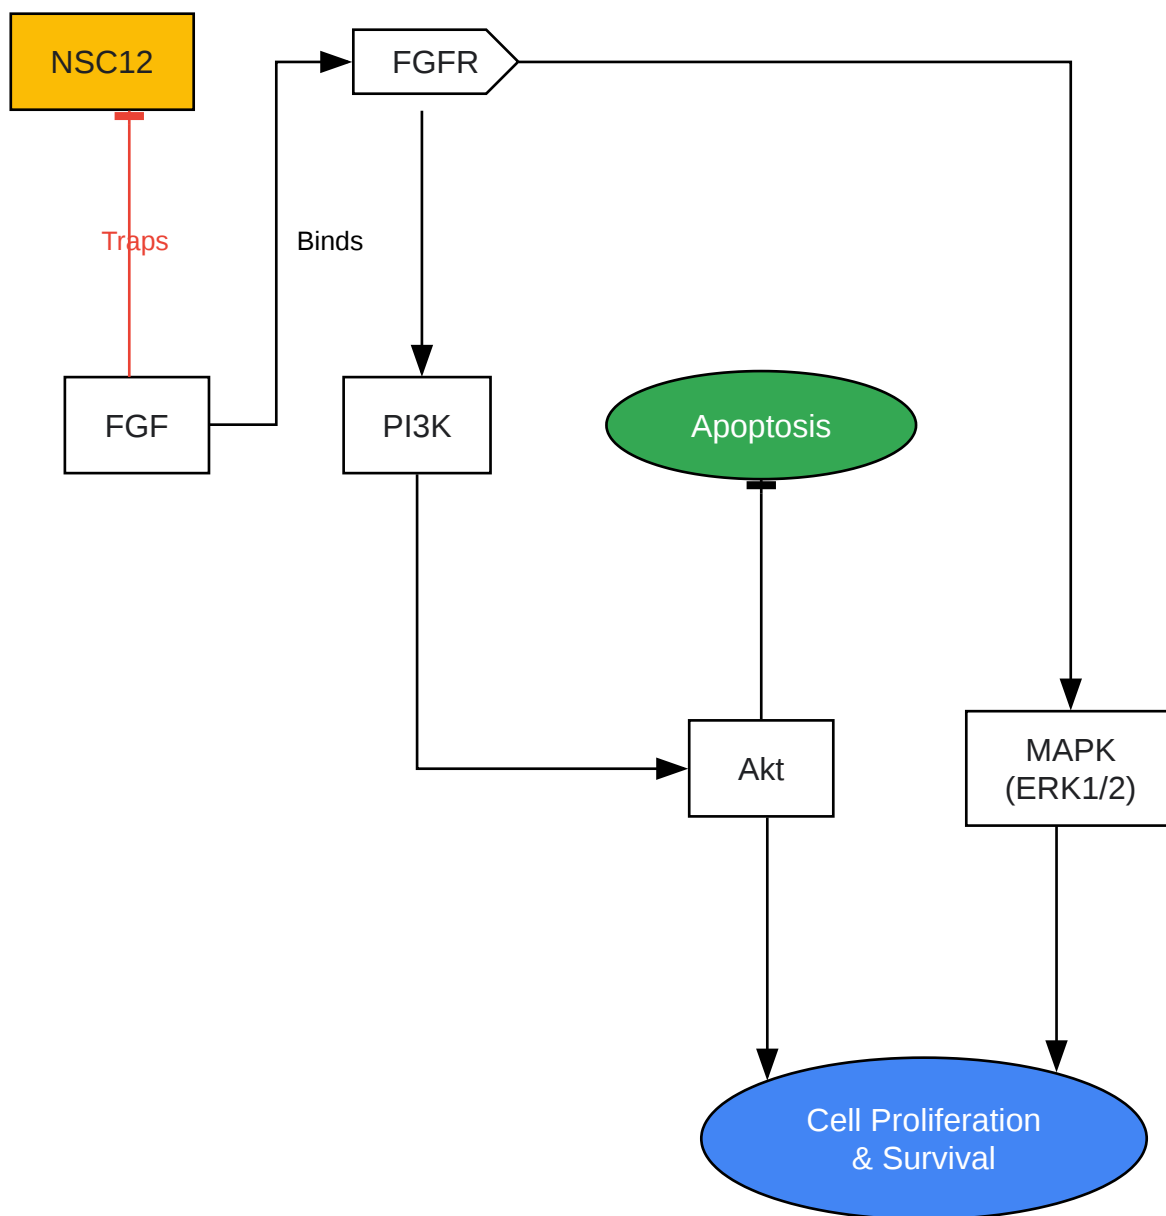 NSC12
FGFR
Traps
Binds
FGF
PI3K
Apoptosis
Akt
MAPK
(ERK1/2)
Cell Proliferation
& Survival